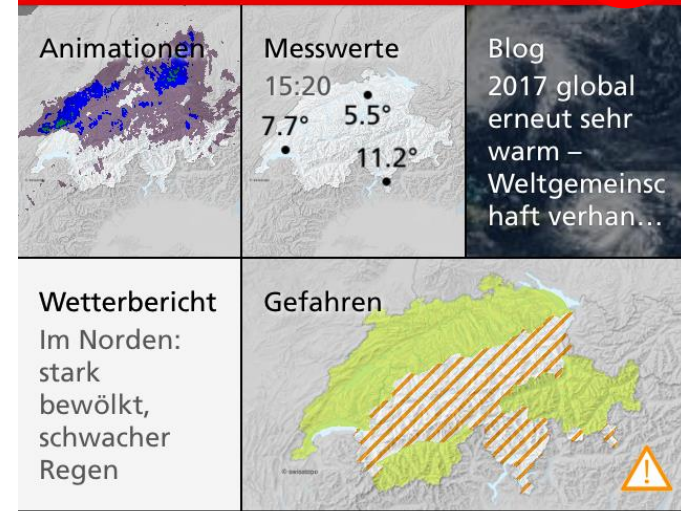 Animationen
Messwerte
15:20
7.7°
5.5°
11.2°
Blog
2017 global
erneut sehr
warm –
Weltgemeinsc
haft verhan…
Wetterbericht
Im Norden:
stark
bewölkt,
schwacher
Regen
Gefahren
© swisstopo